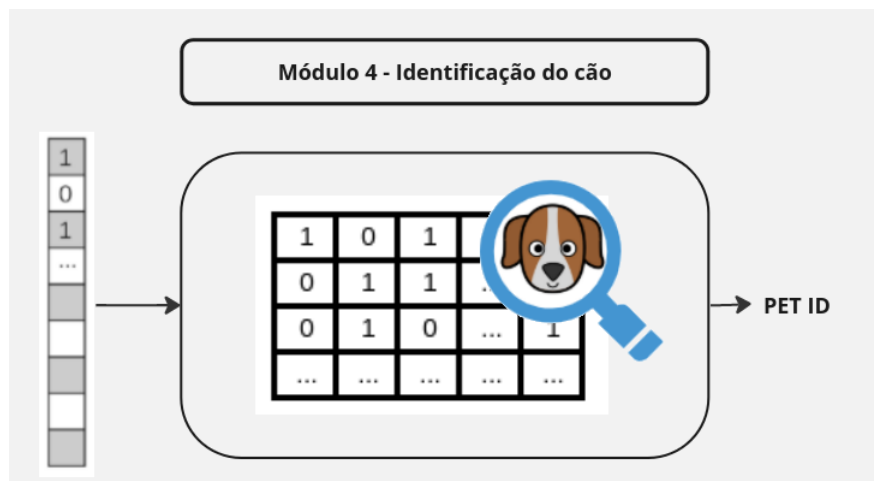 Módulo 4 - Identificação do cão
1
0
1
...
1 0 1
0 1 1 ...
0 1 0 ... 1
... ... ... ... ...
PET ID